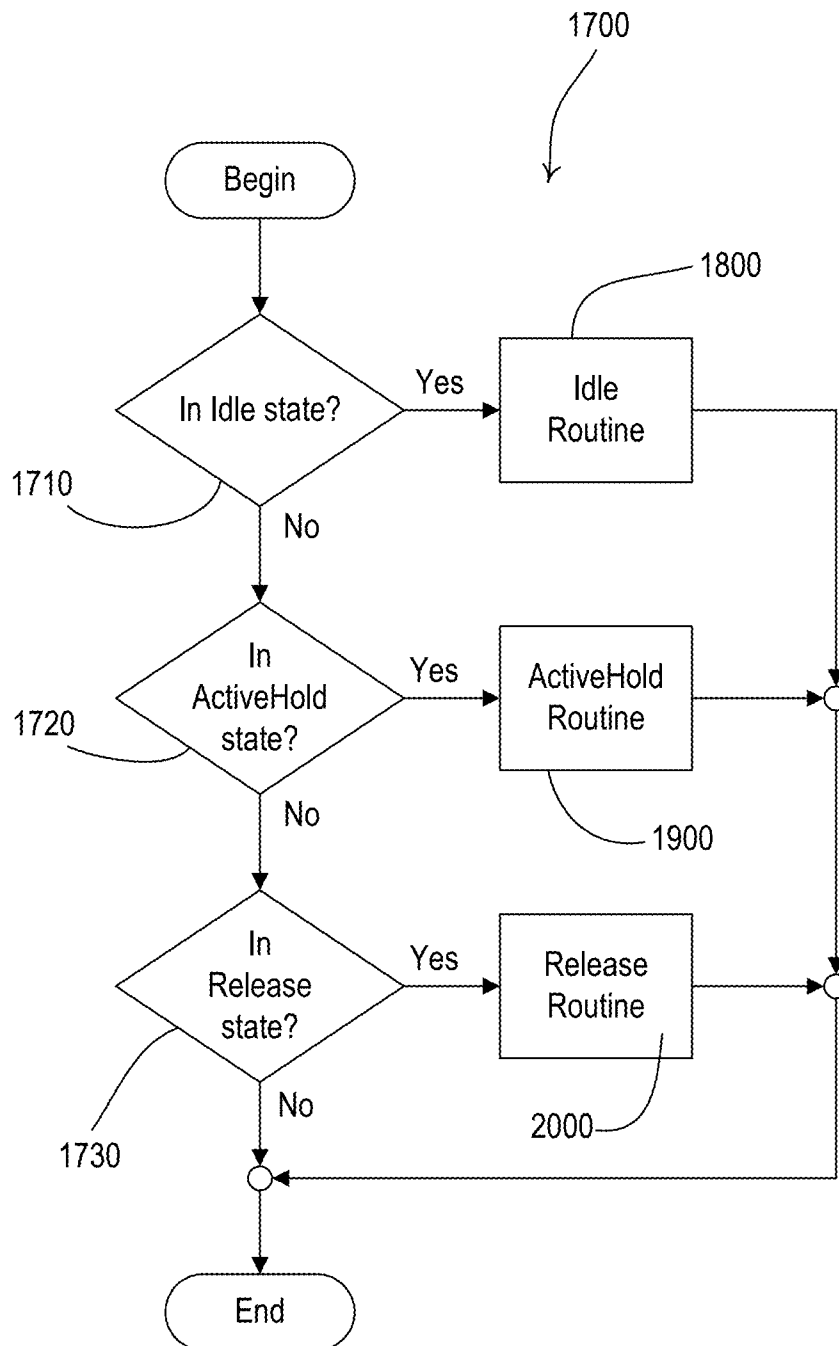 1700
Begin
1800
In Idle state?
Yes
Idle
Routine
1710
No
In
ActiveHold
state?
Yes
ActiveHold
Routine
1720
No
1900
In
Release
state?
Yes
Release
Routine
2000
1730
No
End